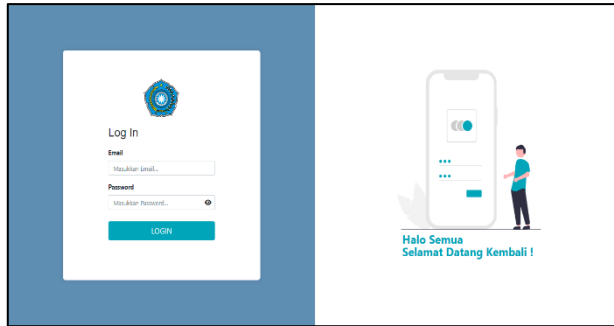 Log In
Email
Masukkan Email...
Password
Masukkan Password...
LOGIN
Halo Semua
Selamat Datang Kembali !